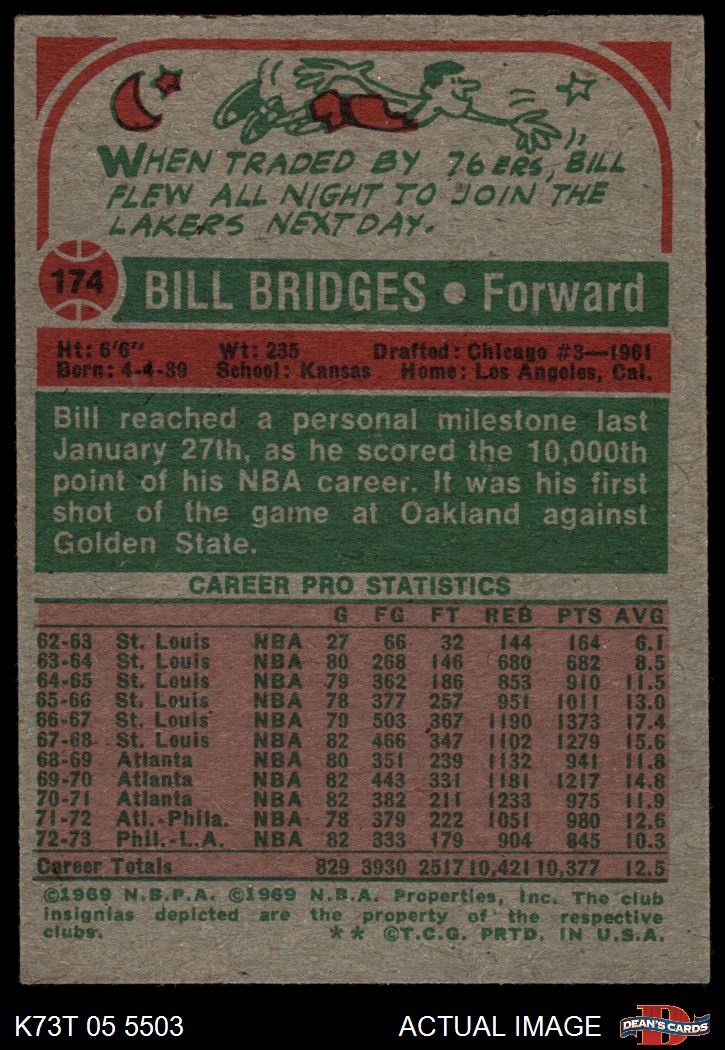 WHEN TRADED BY 76ERS, BILL
FLEW ALL NIGHT TO JOIN THE
LAKERS NEXT DAY.
174
BILL BRIDGES • Forward
Ht: 6'6" Wt: 235 Drafted: Chicago #3—1961
Born: 4-4-39 School: Kansas Home: Los Angeles, Cal.
Bill reached a personal milestone last
January 27th, as he scored the 10,000th
point of his NBA career. It was his first
shot of the game at Oakland against
Golden State.
CAREER PRO STATISTICS
G FG FT REB PTS AVG
62-63 St. Louis NBA 27 66 32 144 164 6.1
63-64 St. Louis NBA 80 268 146 680 682 8.5
64-65 St. Louis NBA 79 362 186 853 910 11.5
65-66 St. Louis NBA 78 377 257 951 1011 13.0
66-67 St. Louis NBA 79 503 367 1190 1373 17.4
67-68 St. Louis NBA 82 466 347 1102 1279 15.6
68-69 Atlanta NBA 80 351 239 1132 941 11.8
69-70 Atlanta NBA 82 443 331 1181 1217 14.8
70-71 Atlanta NBA 82 382 211 1233 975 11.9
71-72 Atl.-Phila. NBA 78 379 222 1051 980 12.6
72-73 Phil.-L.A. NBA 82 333 179 904 845 10.3
Career Totals 829 3930 2517 10,421 10,377 12.5
©1969 N.B.P.A. ©1969 N.B.A. Properties, Inc. The club
insignias depicted are the property of the respective
clubs. ** ©T.C.G. PRTD. IN U.S.A.
K73T 05 5503 ACTUAL IMAGE DEAN'S CARDS